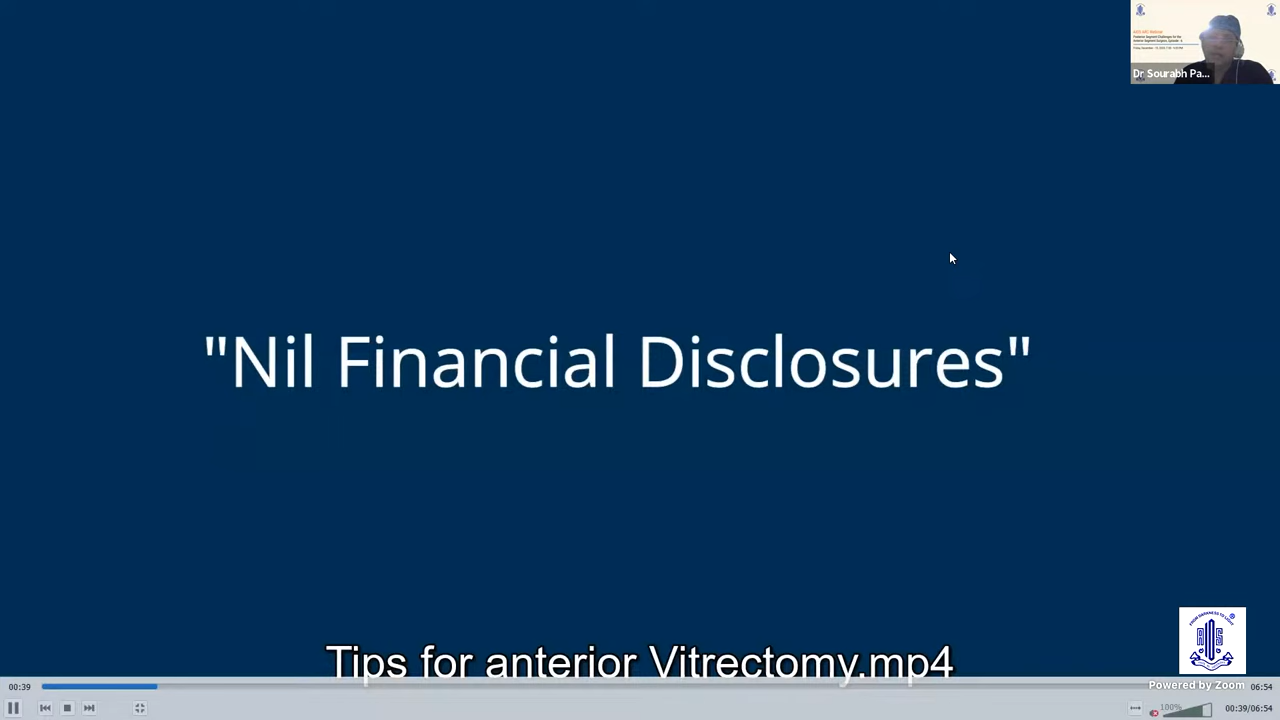 Dr Sourabh Pa...
"Nil Financial Disclosures"
Tips for anterior Vitrectomy.mp4
Powered by Zoom
00:39
06:54
100%
00:39/06:54